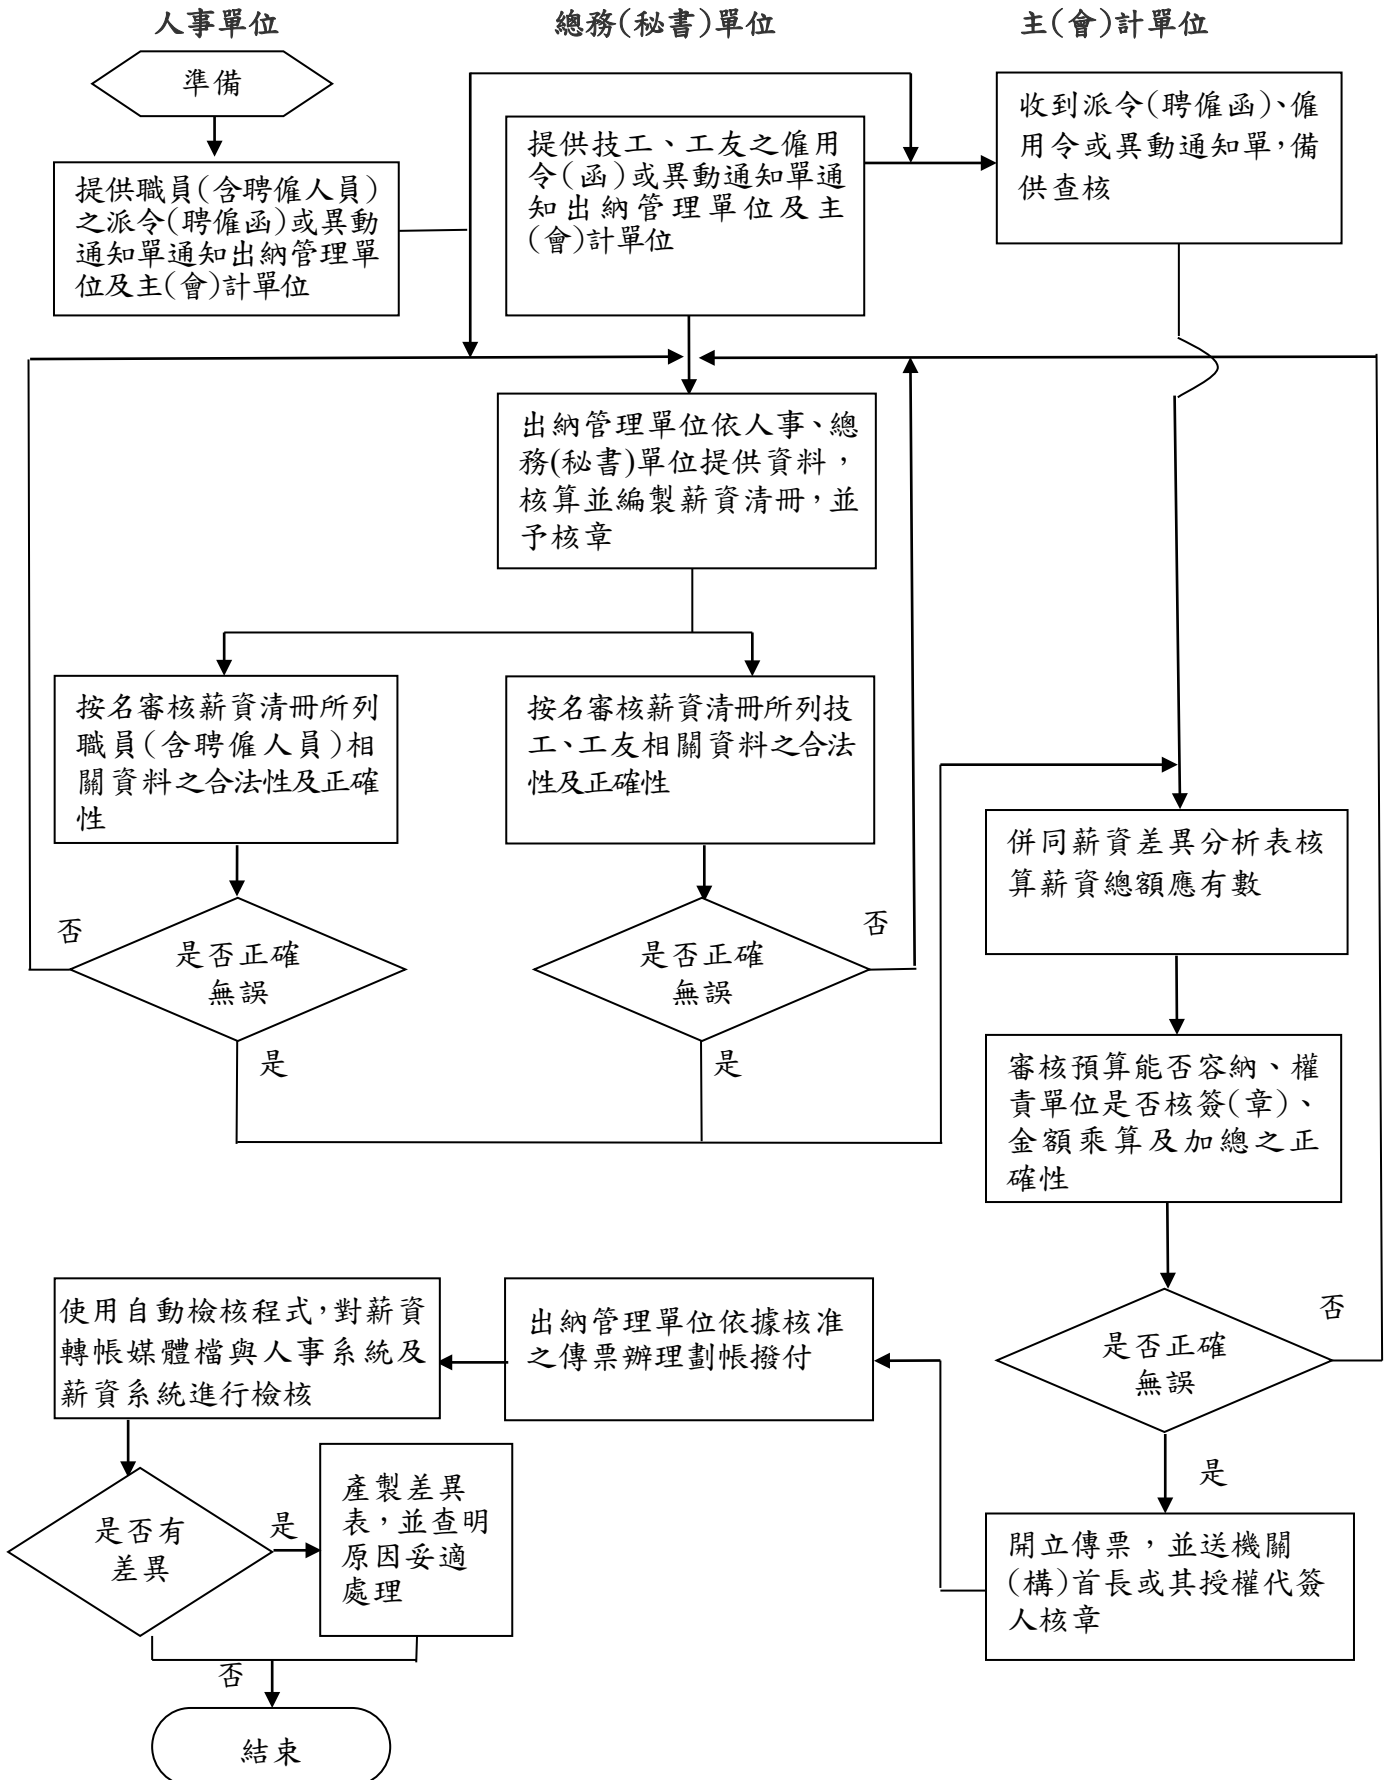 人事單位
總務(秘書)單位
主(會)計單位
準備
提供職員(含聘僱人員)
之派令(聘僱函)或異動
通知單通知出納管理單
位及主(會)計單位
提供技工、工友之僱用
令(函)或異動通知單通
知出納管理單位及主
(會)計單位
收到派令(聘僱函)、僱
用令或異動通知單,備
供查核
出納管理單位依人事、總
務(秘書)單位提供資料,
核算並編製薪資清冊,並
予核章
按名審核薪資清冊所列
職員(含聘僱人員)相
關資料之合法性及正確
性
按名審核薪資清冊所列技
工、工友相關資料之合法
性及正確性
併同薪資差異分析表核
算薪資總額應有數
否
是否正確
無誤
是
否
是否正確
無誤
是
審核預算能否容納、權
責單位是否核簽(章)、
金額乘算及加總之正
確性
否
是否正確
無誤
是
開立傳票,並送機關
(構)首長或其授權代簽
人核章
出納管理單位依據核准
之傳票辦理劃帳撥付
使用自動檢核程式,對薪資
轉帳媒體檔與人事系統及
薪資系統進行檢核
是否有
差異
是
產製差異
表,並查明
原因妥適
處理
否
結束